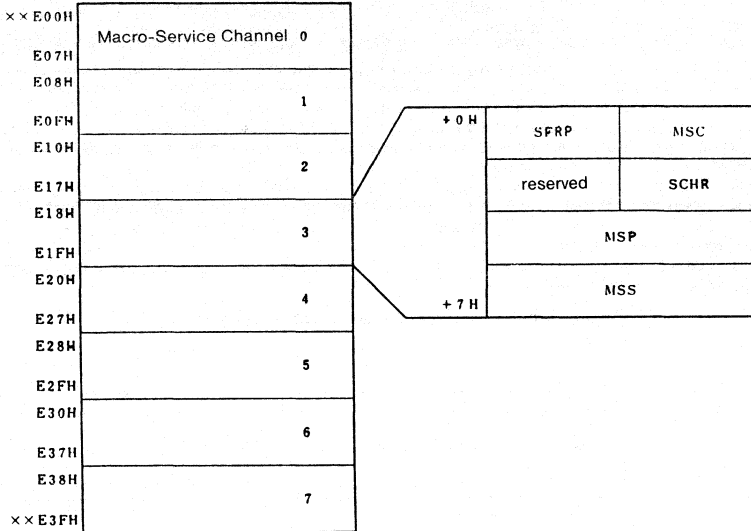 ××E00H
Macro-Service Channel 0
E07H
E08H
1
E0FH
E10H
2
E17H
E18H
3
E1FH
E20H
4
E27H
E28H
5
E2FH
E30H
6
E37H
E38H
7
××E3FH
+0H SFRP MSC
reserved SCHR
MSP
MSS
+7H